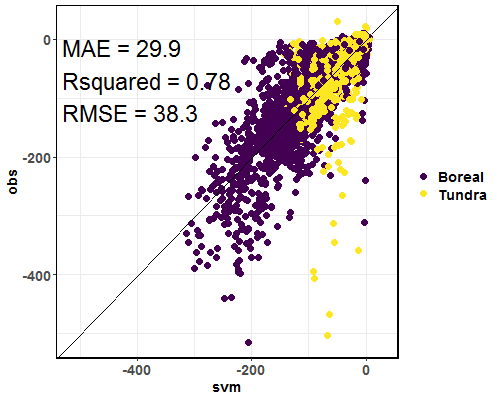 MAE = 29.9
Rsquared = 0.78
RMSE = 38.3
0
-200
-400
obs
-400 -200 0
svm
Boreal
Tundra